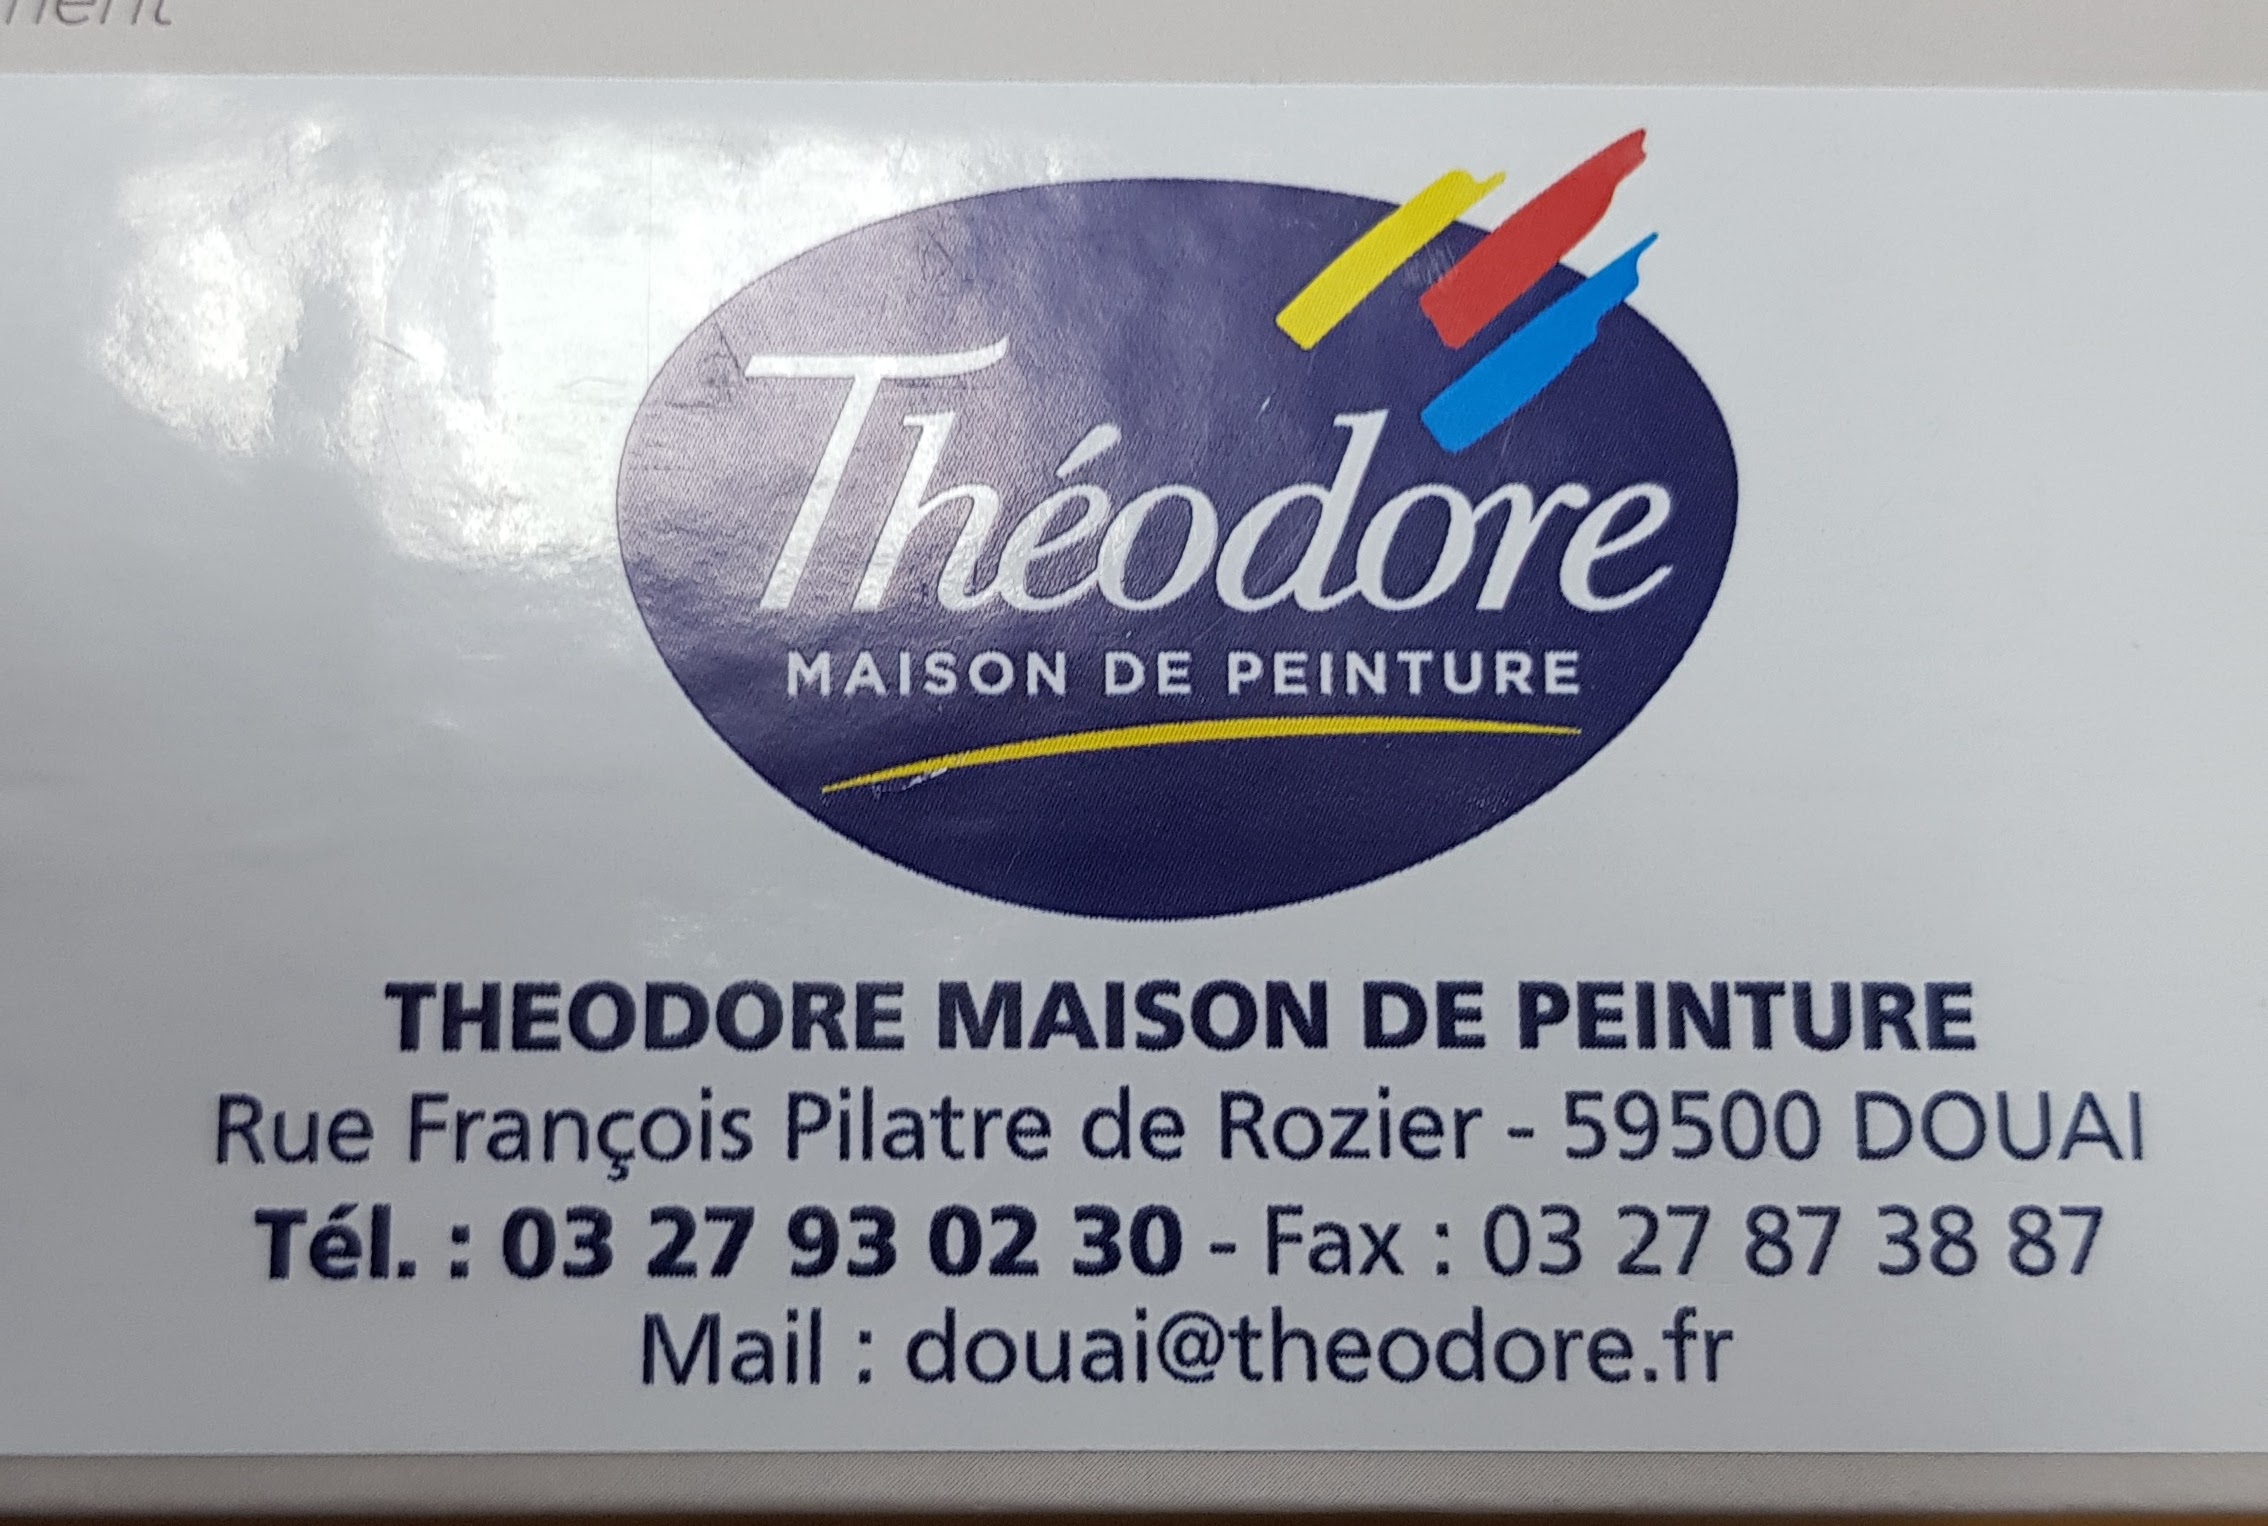 Théodore
MAISON DE PEINTURE
THEODORE MAISON DE PEINTURE
Rue François Pilatre de Rozier - 59500 DOUAI
Tél. : 03 27 93 02 30 - Fax : 03 27 87 38 87
Mail : douai@theodore.fr